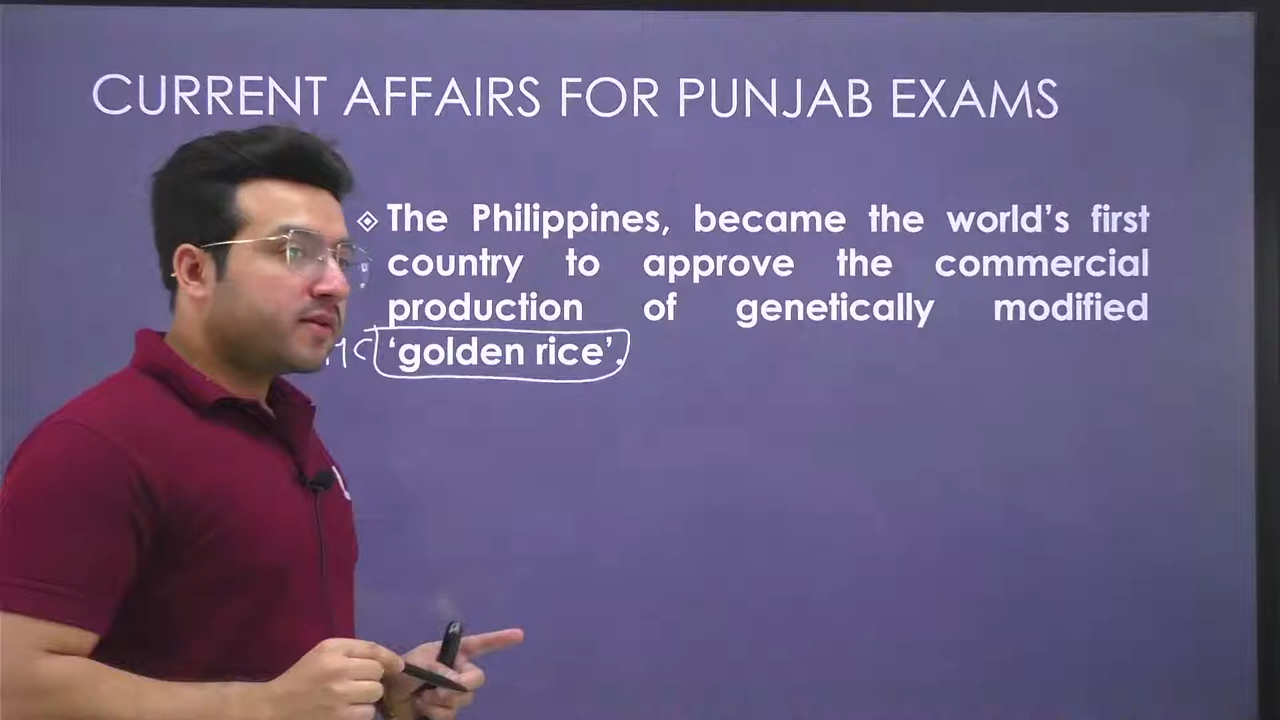 CURRENT AFFAIRS FOR PUNJAB EXAMS
The Philippines, became the world's first
country to approve the commercial
production of genetically modified
'golden rice'.